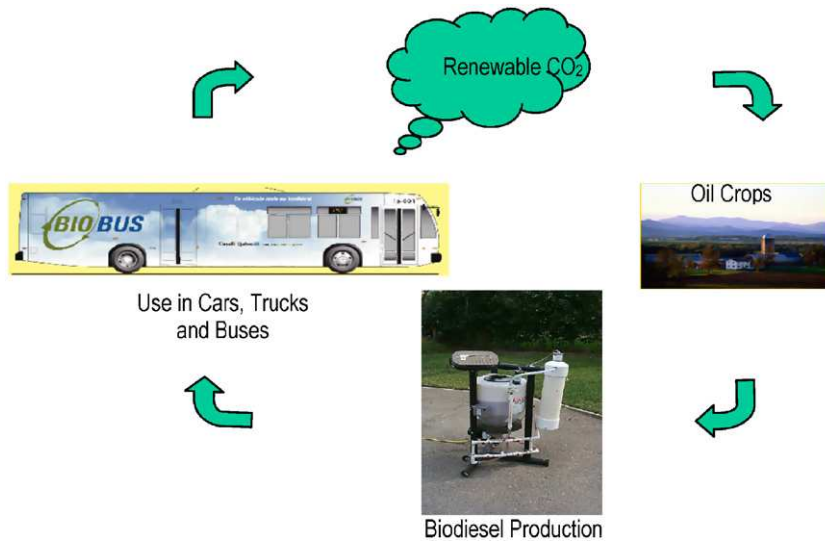 Renewable CO₂
Oil Crops
BIO BUS
Use in Cars, Trucks
and Buses
Biodiesel Production